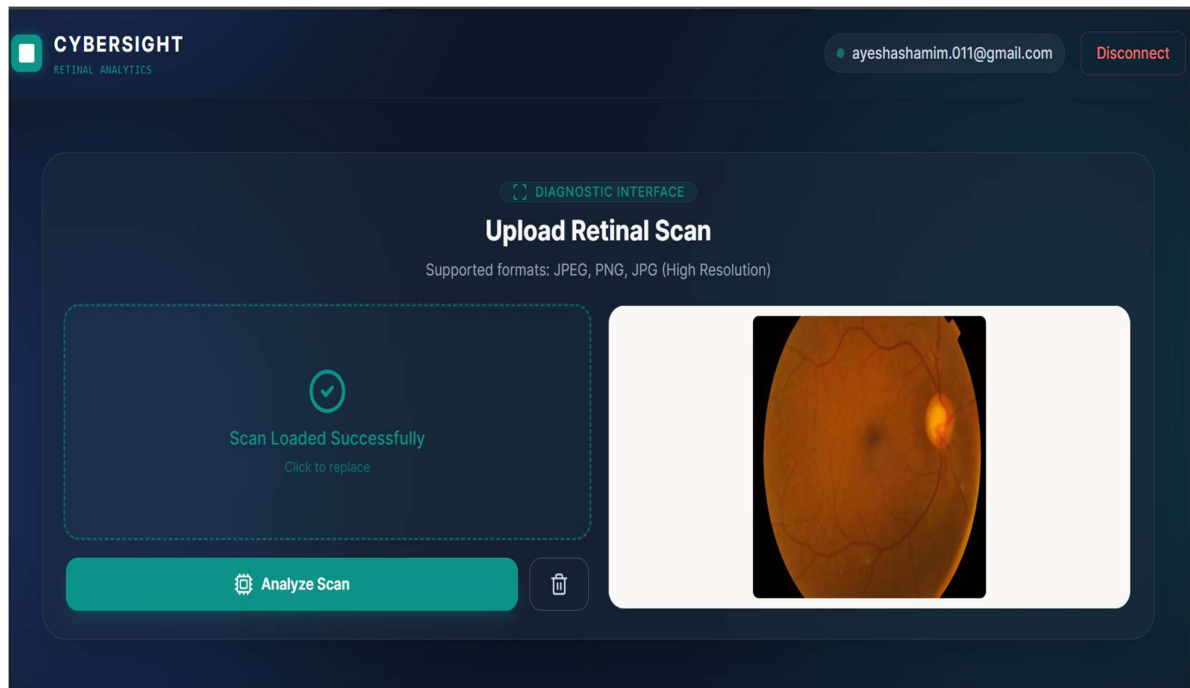 CYBERSIGHT
RETINAL ANALYTICS
ayeshashamim.011@gmail.com
Disconnect
DIAGNOSTIC INTERFACE
Upload Retinal Scan
Supported formats: JPEG, PNG, JPG (High Resolution)
Scan Loaded Successfully
Click to replace
Analyze Scan